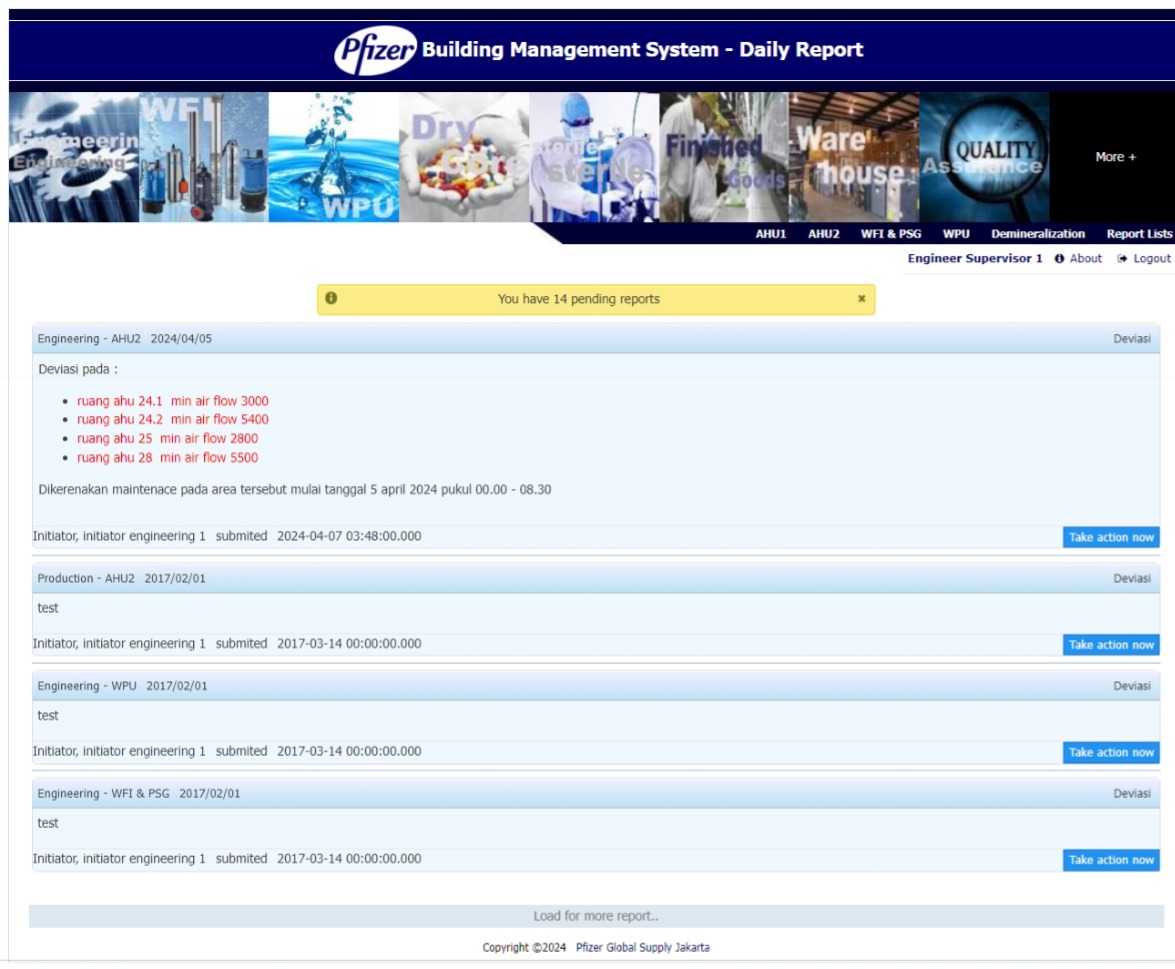 Pfizer Building Management System - Daily Report
Engineering
Engineering
WFI
WPU
Dry
Core
sterile
sterile
Finished
Goods
Ware
house
QUALITY
Assurance
More +
AHU1 AHU2 WFI & PSG WPU Demineralization Report Lists
Engineer Supervisor 1 About Logout
You have 14 pending reports
Engineering - AHU2 2024/04/05 Deviasi
Deviasi pada :
ruang ahu 24.1 min air flow 3000
ruang ahu 24.2 min air flow 5400
ruang ahu 25 min air flow 2800
ruang ahu 28 min air flow 5500
Dikerenakan maintenace pada area tersebut mulai tanggal 5 april 2024 pukul 00.00 - 08.30
Initiator, initiator engineering 1 submited 2024-04-07 03:48:00.000 Take action now
Production - AHU2 2017/02/01 Deviasi
test
Initiator, initiator engineering 1 submited 2017-03-14 00:00:00.000 Take action now
Engineering - WPU 2017/02/01 Deviasi
test
Initiator, initiator engineering 1 submited 2017-03-14 00:00:00.000 Take action now
Engineering - WFI & PSG 2017/02/01 Deviasi
test
Initiator, initiator engineering 1 submited 2017-03-14 00:00:00.000 Take action now
Load for more report..
Copyright ©2024 Pfizer Global Supply Jakarta